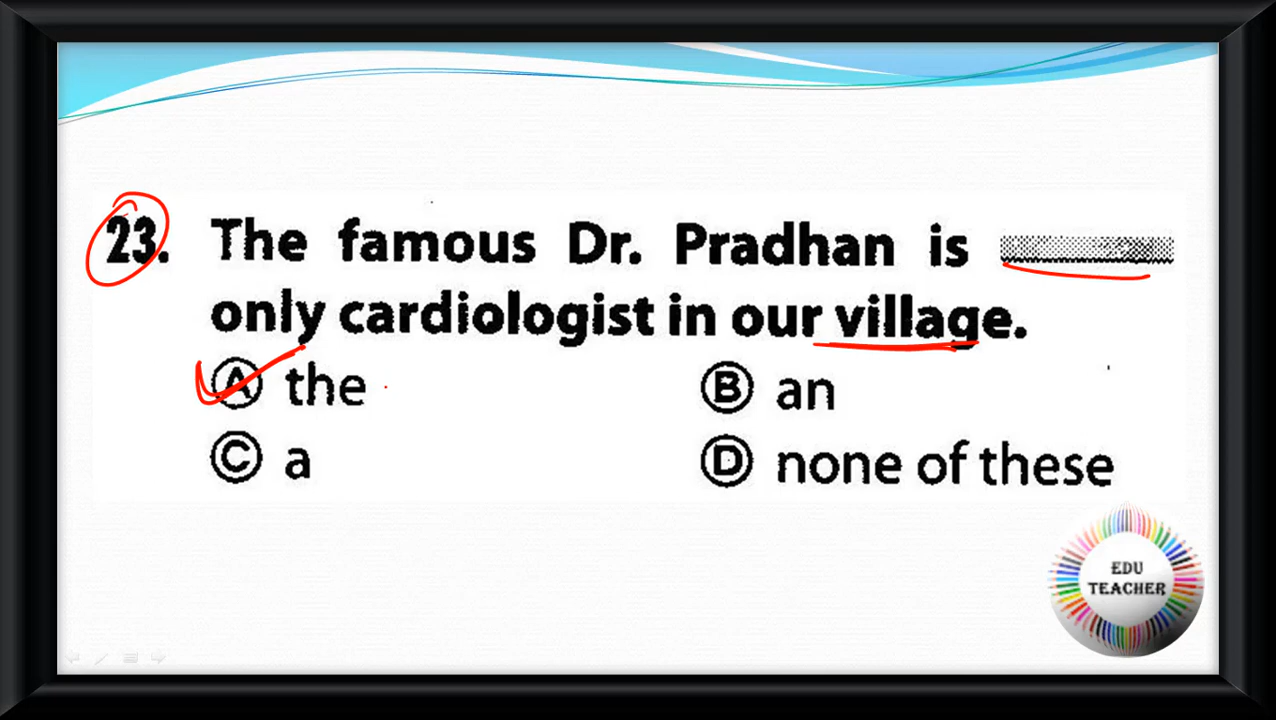 23. The famous Dr. Pradhan is
only cardiologist in our village.
Ⓐ the Ⓑ an
Ⓒ a Ⓓ none of these
EDU
TEACHER